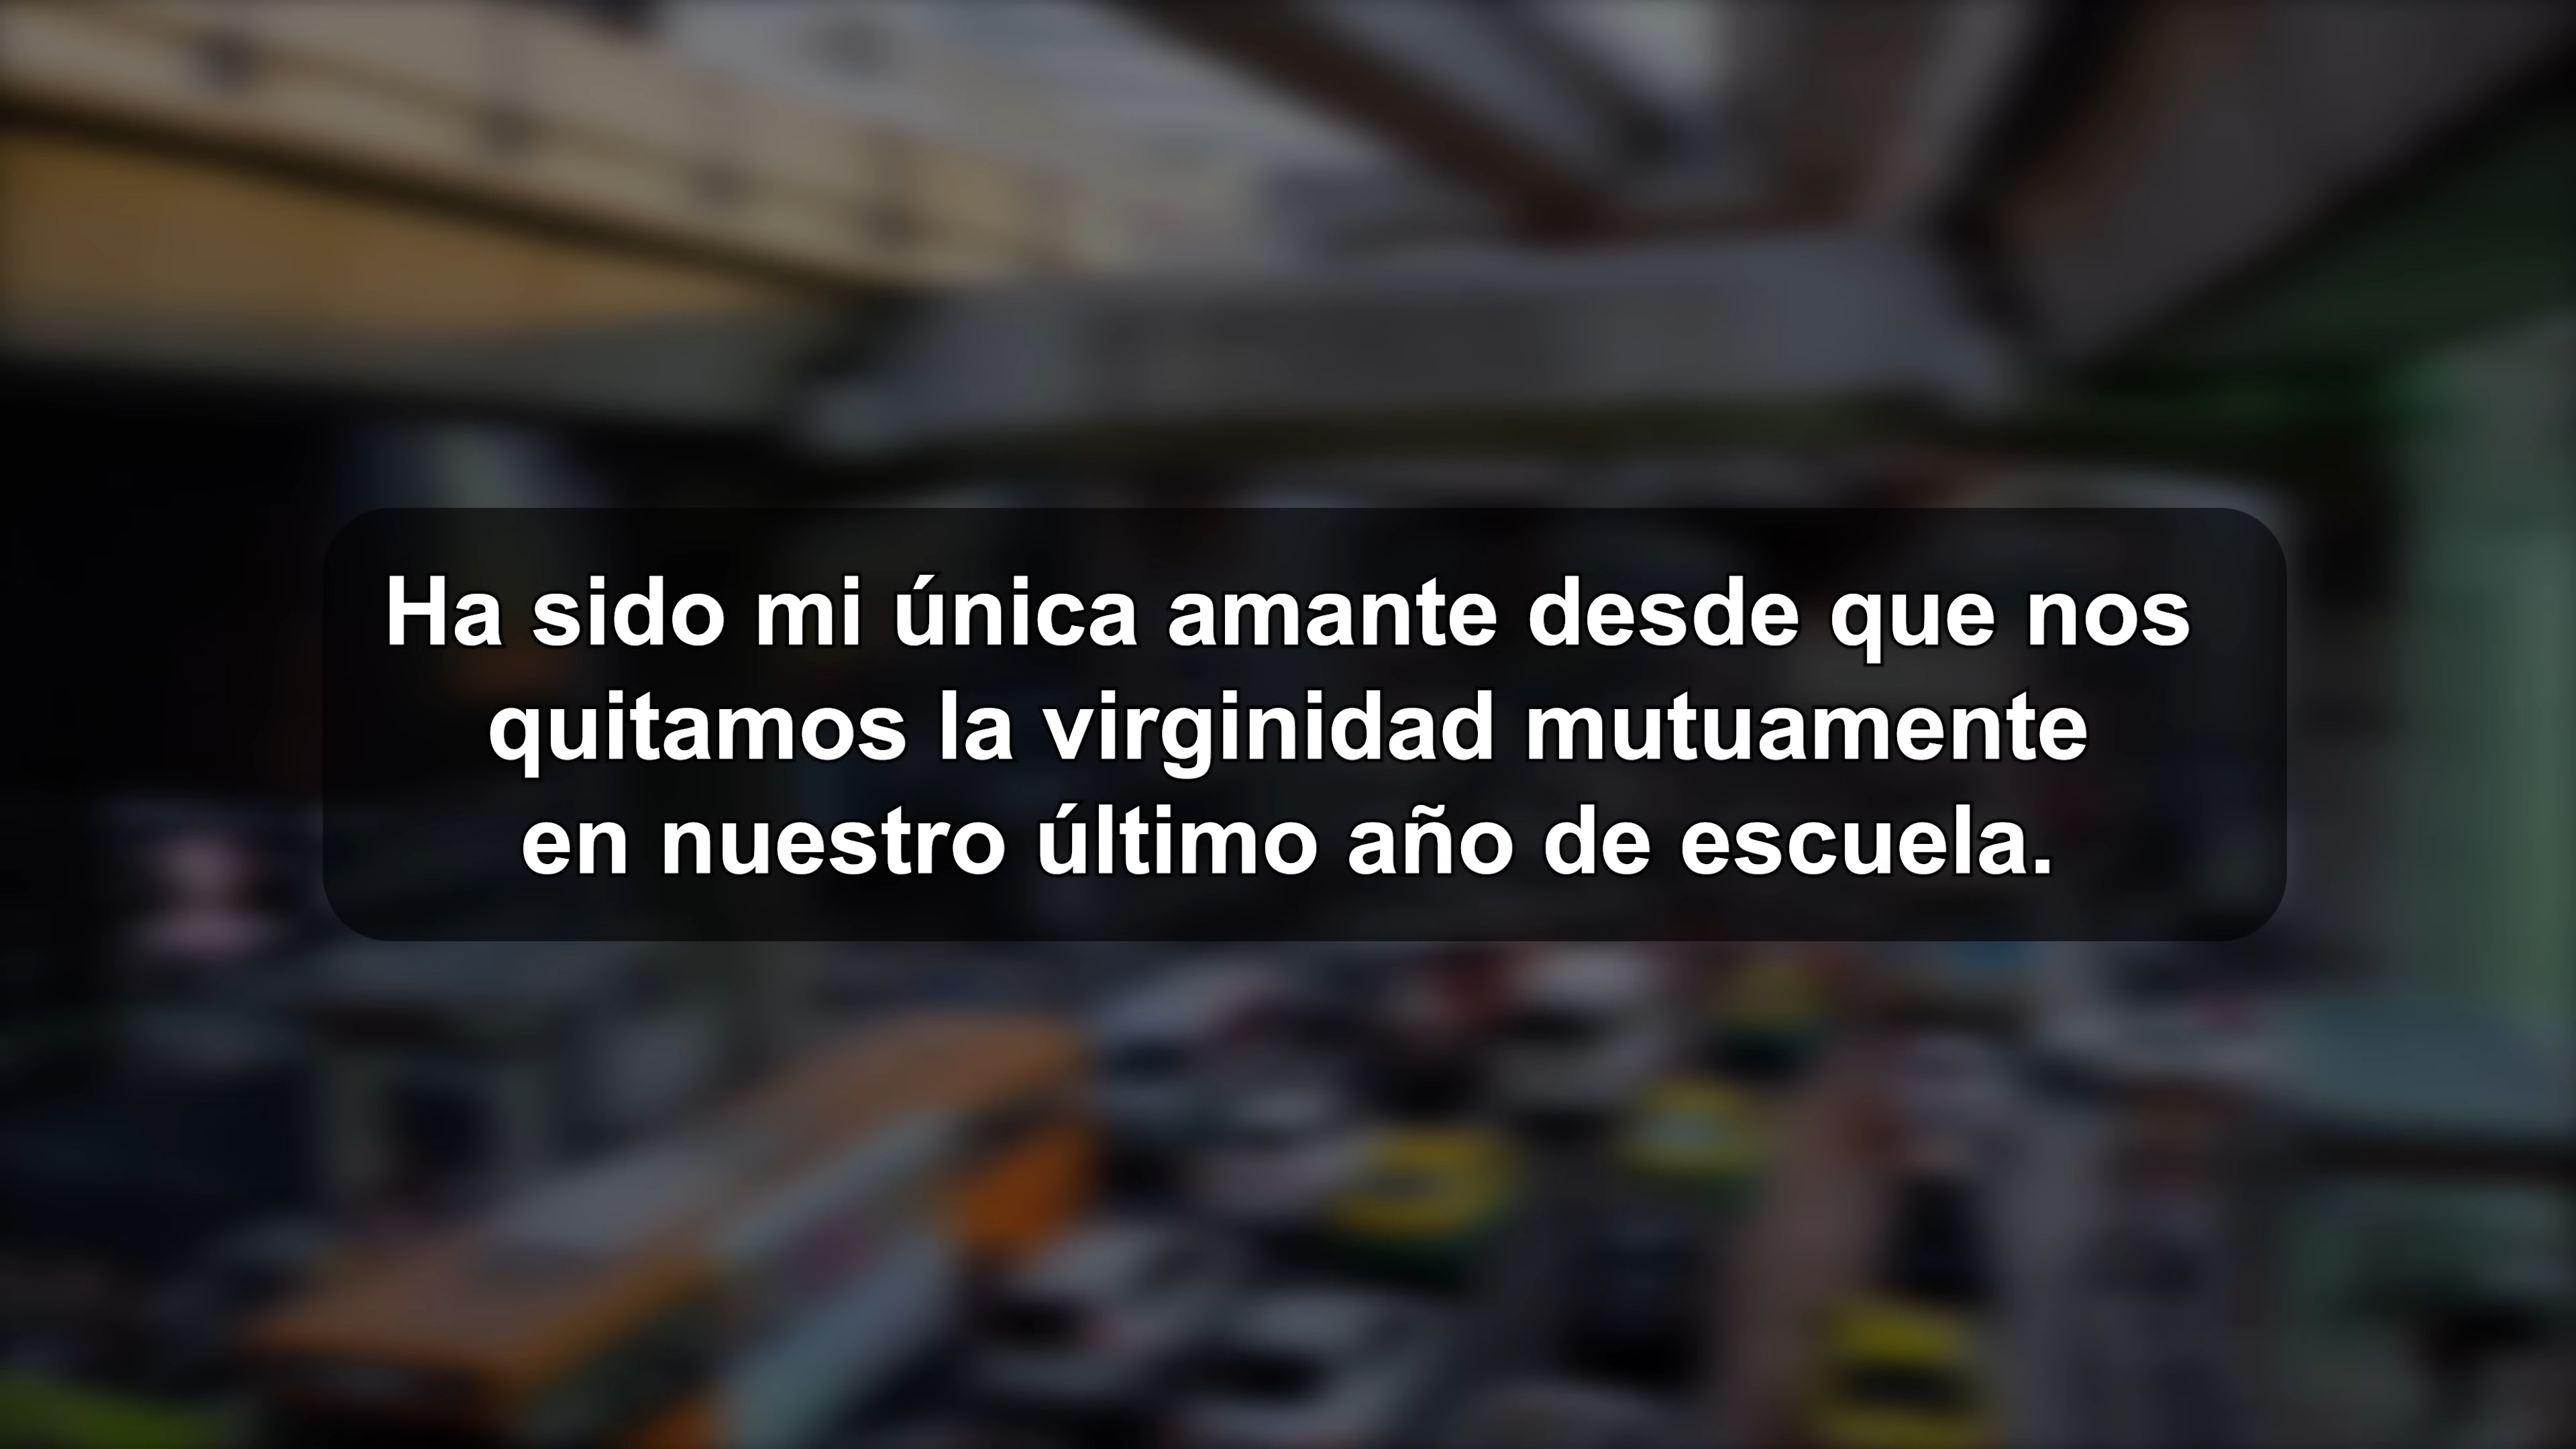 Ha sido mi única amante desde que nos
quitamos la virginidad mutuamente
en nuestro último año de escuela.